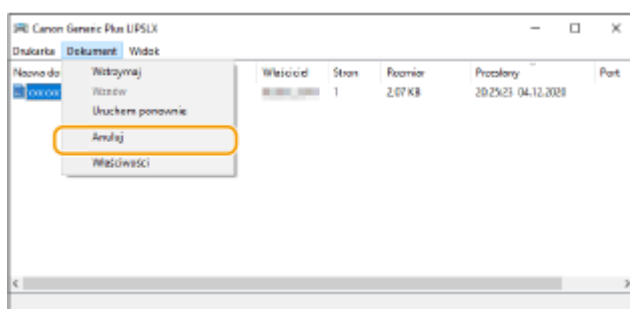 Canon Generic Plus LIPSLX
Drukarka Dokument Widok
Nazwa do Właściciel Stron Rozmiar Przesłany Port
1 2,07 KB 20:25:23 04.12.2020
Wstrzymaj
Wznów
Uruchom ponownie
Anuluj
Właściwości